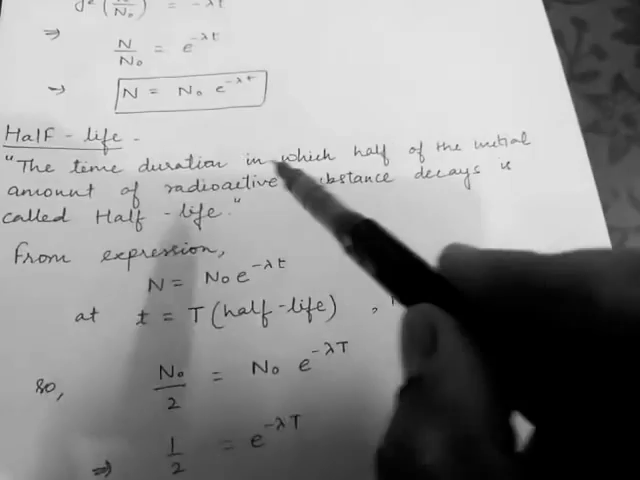 (N/N₀) = -λt
⇒ N/N₀ = e^-λt
→ N = N₀ e^-λt
Half-life -
"The time duration in which half of the initial
amount of radioactive substance decays is
called Half-life."
From expression,
N = N₀e^-λt
at t = T (half-life) ,
so, N₀/2 = N₀ e^-λT
⇒ 1/2 = e^-λT